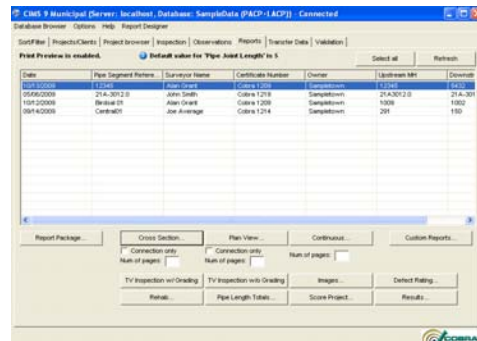 CIMS 9 Municipal (Server: localhost, Database: SampleData (PACP-LACP)) - Connected
Database Browser Options Help Report Designer
Sort/Filter Projects/Clients Project browser Inspection Observations Reports Transfer Data Validation
Print Preview is enabled. Default value for 'Pipe Joint Length' is 5 Select all Refresh
Date Pipe Segment Refere... Surveyor Name Certificate Number Owner Upstream MH Downstr
10/13/2009 12345 Alan Grant Cobra 1209 Sampletown 12345 5432
05/06/2009 21A-3012.0 John Smith Cobra 1218 Sampletown 21A3012.0 21A-301
10/12/2009 Birdsal 01 Alan Grant Cobra 1209 Sampletown 1009 1002
09/14/2009 Central01 Joe Average Cobra 1214 Sampletown 291 150
Report Package... Cross Section... Plan View... Continuous... Custom Reports...
Connection only Connection only
Num of pages: Num of pages: Num of pages:
TV Inspection w/ Grading TV Inspection w/o Grading Images... Defect Rating...
Rehab... Pipe Length Totals... Score Project... Results...
COBRA